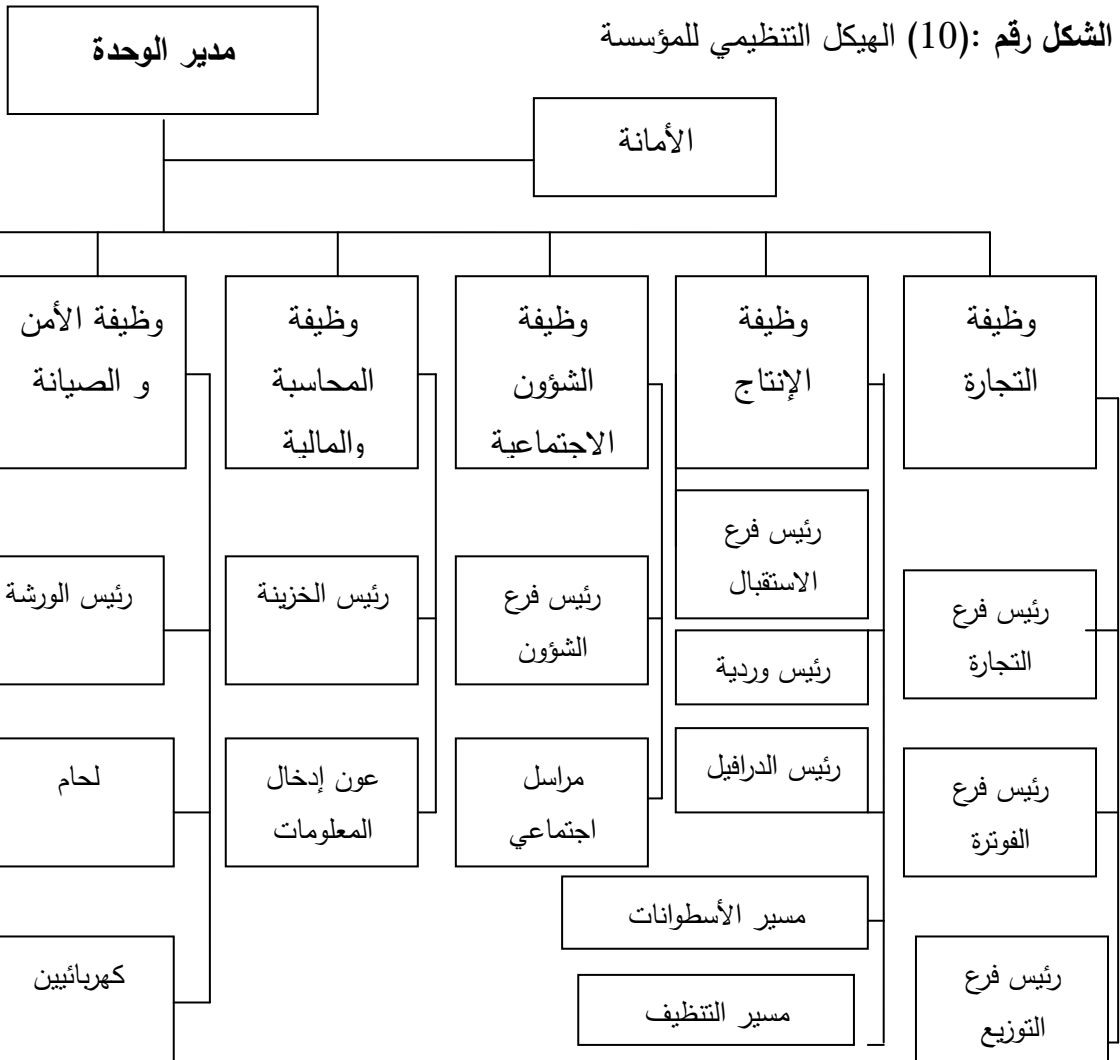 الشكل رقم :(10) الهيكل التنظيمي للمؤسسة
مدير الوحدة
الأمانة
وظيفة
التجارة
وظيفة
الإنتاج
وظيفة
الشؤون
الاجتماعية
وظيفة
المحاسبة
والمالية
وظيفة الأمن
و الصيانة
رئيس فرع
الاستقبال
رئيس فرع
التجارة
رئيس وردية
رئيس فرع
الشؤون
رئيس الخزينة
رئيس الورشة
رئيس فرع
الفوترة
رئيس الدرافيل
مراسل
اجتماعي
عون إدخال
المعلومات
لحام
مسير الأسطوانات
رئيس فرع
التوزيع
مسير التنظيف
كهربائيين